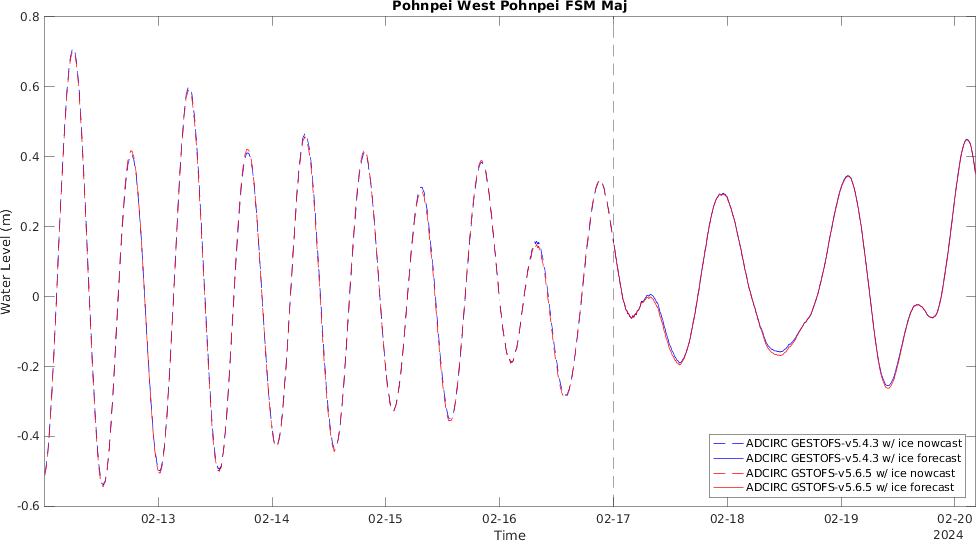 Pohnpei West Pohnpei FSM Maj
Water Level (m)
0.8
0.6
0.4
0.2
0
-0.2
-0.4
-0.6
ADCIRC GESTOFS-v5.4.3 w/ ice nowcast
ADCIRC GESTOFS-v5.4.3 w/ ice forecast
ADCIRC GSTOFS-v5.6.5 w/ ice nowcast
ADCIRC GSTOFS-v5.6.5 w/ ice forecast
02-13 02-14 02-15 02-16 02-17 02-18 02-19 02-20
Time
2024